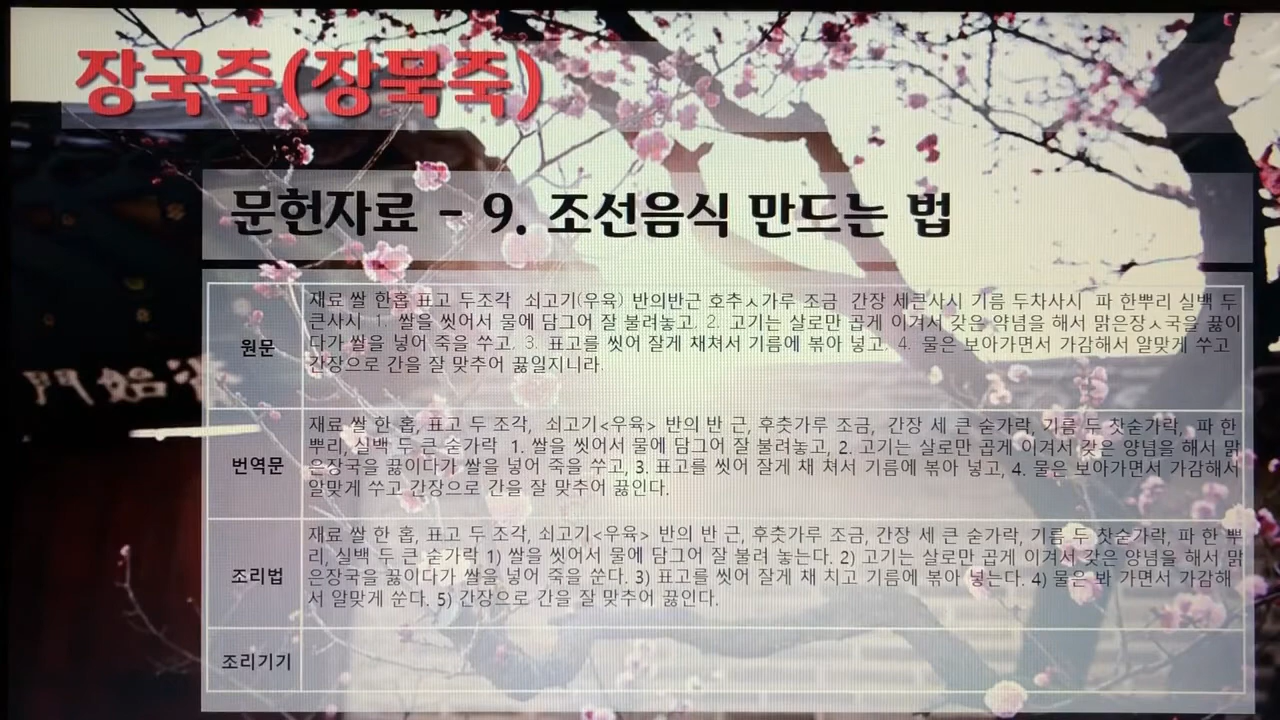 장국죽(장묵죽)
문헌자료 - 9. 조선음식 만드는 법
원문
재료 쌀 한홉 표고 두조각 쇠고기(우육) 반의반근 호추ㅅ가루 조금 간장 세큰사시 기름 두차사시 파 한뿌리 실백 두
큰사시 1. 쌀을 씻어서 물에 담그어 잘 불려놓고. 2. 고기는 살로만 곱게 이겨서 갖은 약념을 해서 맑은장ㅅ국을 끓이
다가 쌀을 넣어 죽을 쑤고. 3. 표고를 씻어 잘게 채쳐서 기름에 볶아 넣고. 4. 물은 보아가면서 가감해서 알맞게 쑤고
간장으로 간을 잘 맞추어 끓일지니라.
번역문
재료 쌀 한 홉, 표고 두 조각, 쇠고기<우육> 반의 반 근, 후춧가루 조금, 간장 세 큰 숟가락, 기름 두 찻숟가락, 파 한
뿌리, 실백 두 큰 숟가락 1. 쌀을 씻어서 물에 담그어 잘 불려놓고, 2. 고기는 살로만 곱게 이겨서 갖은 양념을 해서 맑
은장국을 끓이다가 쌀을 넣어 죽을 쑤고, 3. 표고를 씻어 잘게 채 쳐서 기름에 볶아 넣고, 4. 물은 보아가면서 가감해서
알맞게 쑤고 간장으로 간을 잘 맞추어 끓인다.
조리법
재료 쌀 한 홉, 표고 두 조각, 쇠고기<우육> 반의 반 근, 후춧가루 조금, 간장 세 큰 숟가락, 기름 두 찻숟가락, 파 한 뿌
리, 실백 두 큰 숟가락 1) 쌀을 씻어서 물에 담그어 잘 불려 놓는다. 2) 고기는 살로만 곱게 이겨서 갖은 양념을 해서 맑
은장국을 끓이다가 쌀을 넣어 죽을 쑨다. 3) 표고를 씻어 잘게 채 치고 기름에 볶아 넣는다. 4) 물은 봐 가면서 가감해
서 알맞게 쑨다. 5) 간장으로 간을 잘 맞추어 끓인다.
조리기기